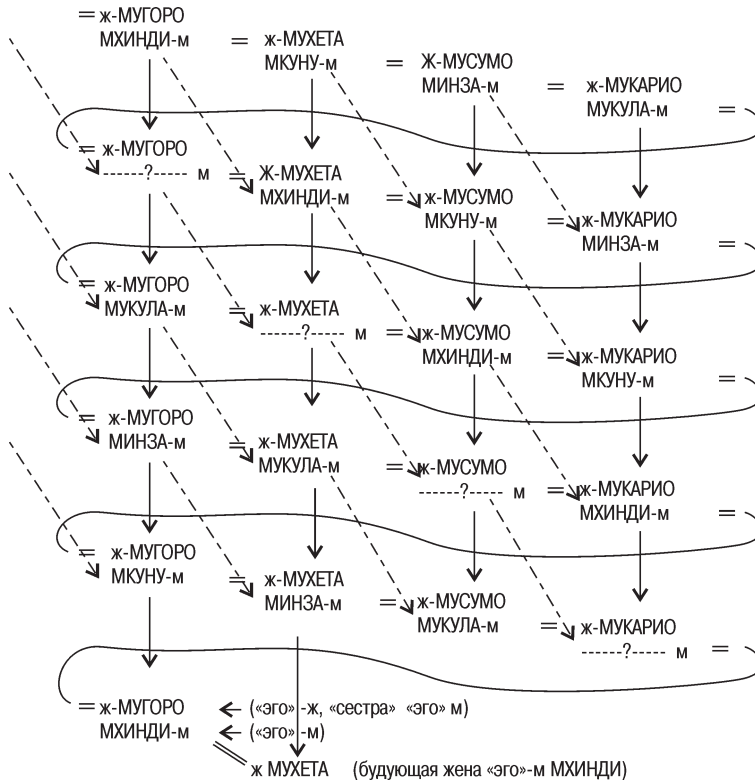 = ж-МУГОРО
МХИНДИ-м
= ж-МУХЕТА
МКУНУ-м
= Ж-МУСУМО
МИНЗА-м
= ж-МУКАРИО
МУКУЛА-м =
= ж-МУГОРО
------?------ м
= Ж-МУХЕТА
МХИНДИ-м
= ж-МУСУМО
МКУНУ-м
= ж-МУКАРИО
МИНЗА-м =
= ж-МУГОРО
МУКУЛА-м
= ж-МУХЕТА
------?------ м
= ж-МУСУМО
МХИНДИ-м
= ж-МУКАРИО
МКУНУ-м =
= ж-МУГОРО
МИНЗА-м
= ж-МУХЕТА
МУКУЛА-м
= ж-МУСУМО
------?------ м
= ж-МУКАРИО
МХИНДИ-м =
= ж-МУГОРО
МКУНУ-м
= ж-МУХЕТА
МИНЗА-м
= ж-МУСУМО
МУКУЛА-м
= ж-МУКАРИО
------?------ м =
= ж-МУГОРО ← («эго» -ж, «сестра» «эго» м)
МХИНДИ-м ← («эго» -м)
ж МУХЕТА (будующая жена «эго»-м МХИНДИ)